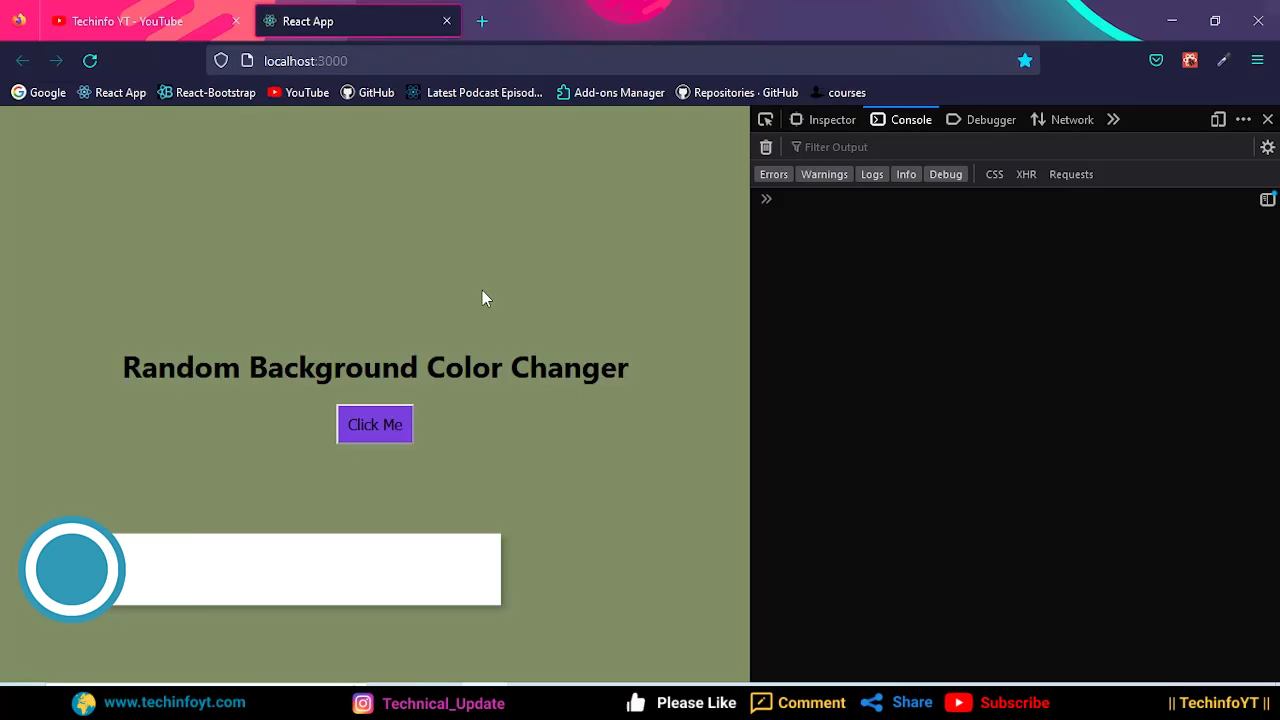 Techinfo YT - YouTube
React App
localhost:3000
Google
React App
React-Bootstrap
YouTube
GitHub
Latest Podcast Episod...
Add-ons Manager
Repositories · GitHub
courses
Inspector
Console
Debugger
Network
Filter Output
Errors
Warnings
Logs
Info
Debug
CSS
XHR
Requests
Random Background Color Changer
Click Me
www.techinfoyt.com
Technical_Update
Please Like
Comment
Share
Subscribe
|| TechinfoYT ||